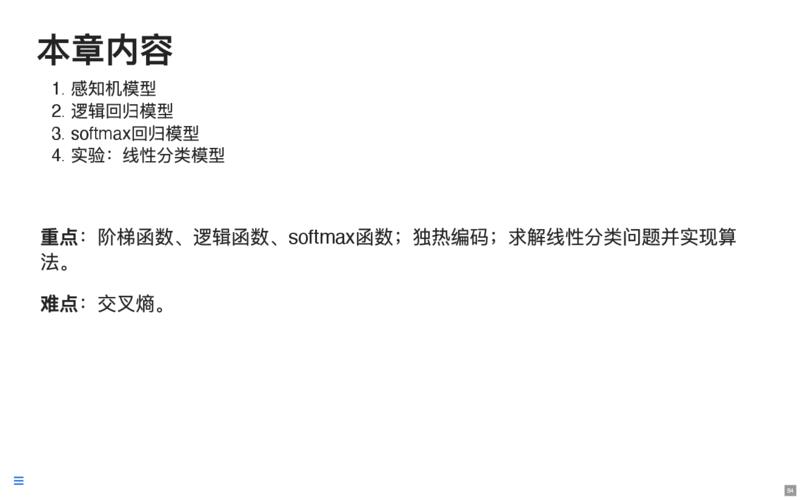 本章内容
1. 感知机模型
2. 逻辑回归模型
3. softmax回归模型
4. 实验：线性分类模型
重点：阶梯函数、逻辑函数、softmax函数；独热编码；求解线性分类问题并实现算
法。
难点：交叉熵。
94